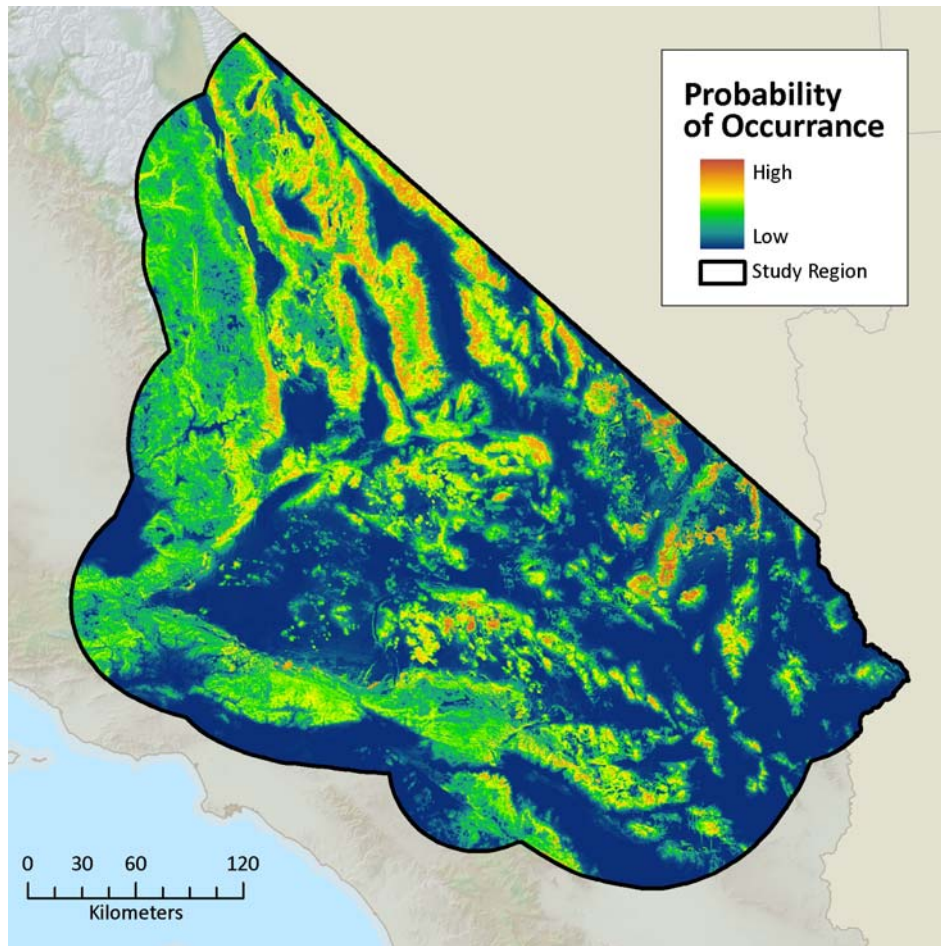 Probability
of Occurrance
High
Low
Study Region
0 30 60 120
Kilometers